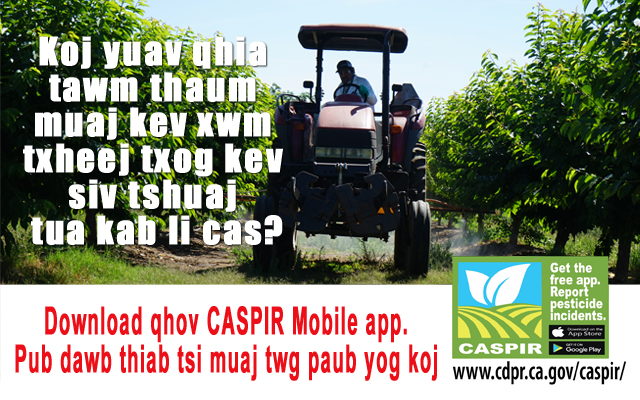 Koj yuav qhia
tawm thaum
muaj kev xwm
txheej txog kev
siv tshuaj
tua kab li cas?
Download qhov CASPIR Mobile app.
Pub dawb thiab tsi muaj twg paub yog koj
Get the
free app.
Report
pesticide
incidents.
Download on the
App Store
GET IT ON
Google Play
CASPIR
www.cdpr.ca.gov/caspir/